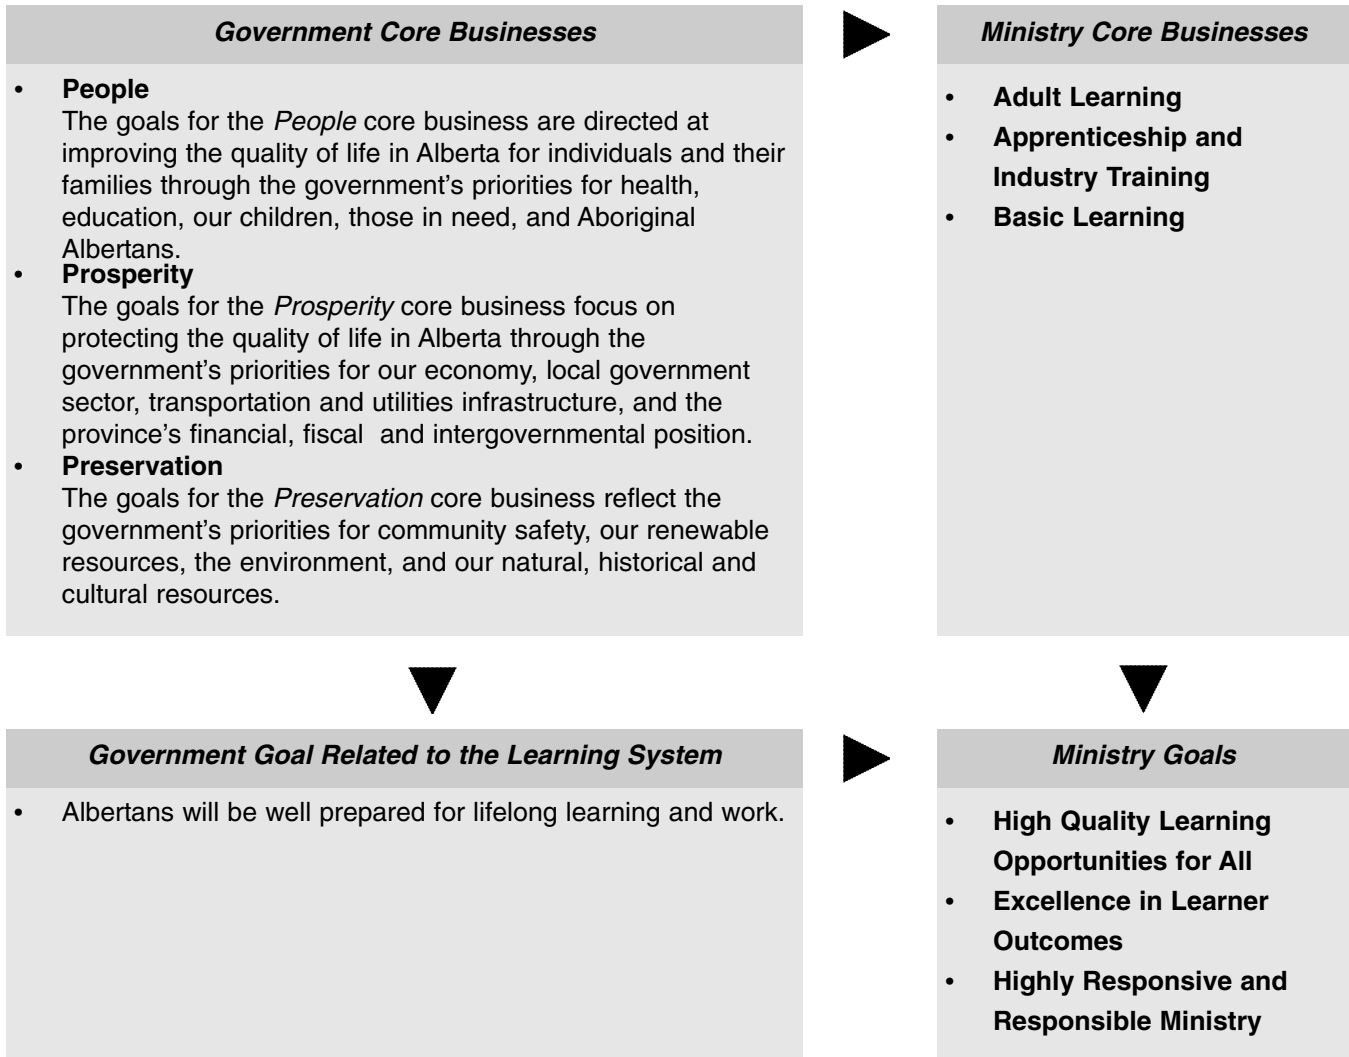 Government Core Businesses
• People
The goals for the People core business are directed at
improving the quality of life in Alberta for individuals and their
families through the government’s priorities for health,
education, our children, those in need, and Aboriginal
Albertans.
• Prosperity
The goals for the Prosperity core business focus on
protecting the quality of life in Alberta through the
government’s priorities for our economy, local government
sector, transportation and utilities infrastructure, and the
province’s financial, fiscal  and intergovernmental position.
• Preservation
The goals for the Preservation core business reflect the
government’s priorities for community safety, our renewable
resources, the environment, and our natural, historical and
cultural resources.
Ministry Core Businesses
• Adult Learning
• Apprenticeship and
Industry Training
• Basic Learning
Government Goal Related to the Learning System
• Albertans will be well prepared for lifelong learning and work.
Ministry Goals
• High Quality Learning
Opportunities for All
• Excellence in Learner
Outcomes
• Highly Responsive and
Responsible Ministry